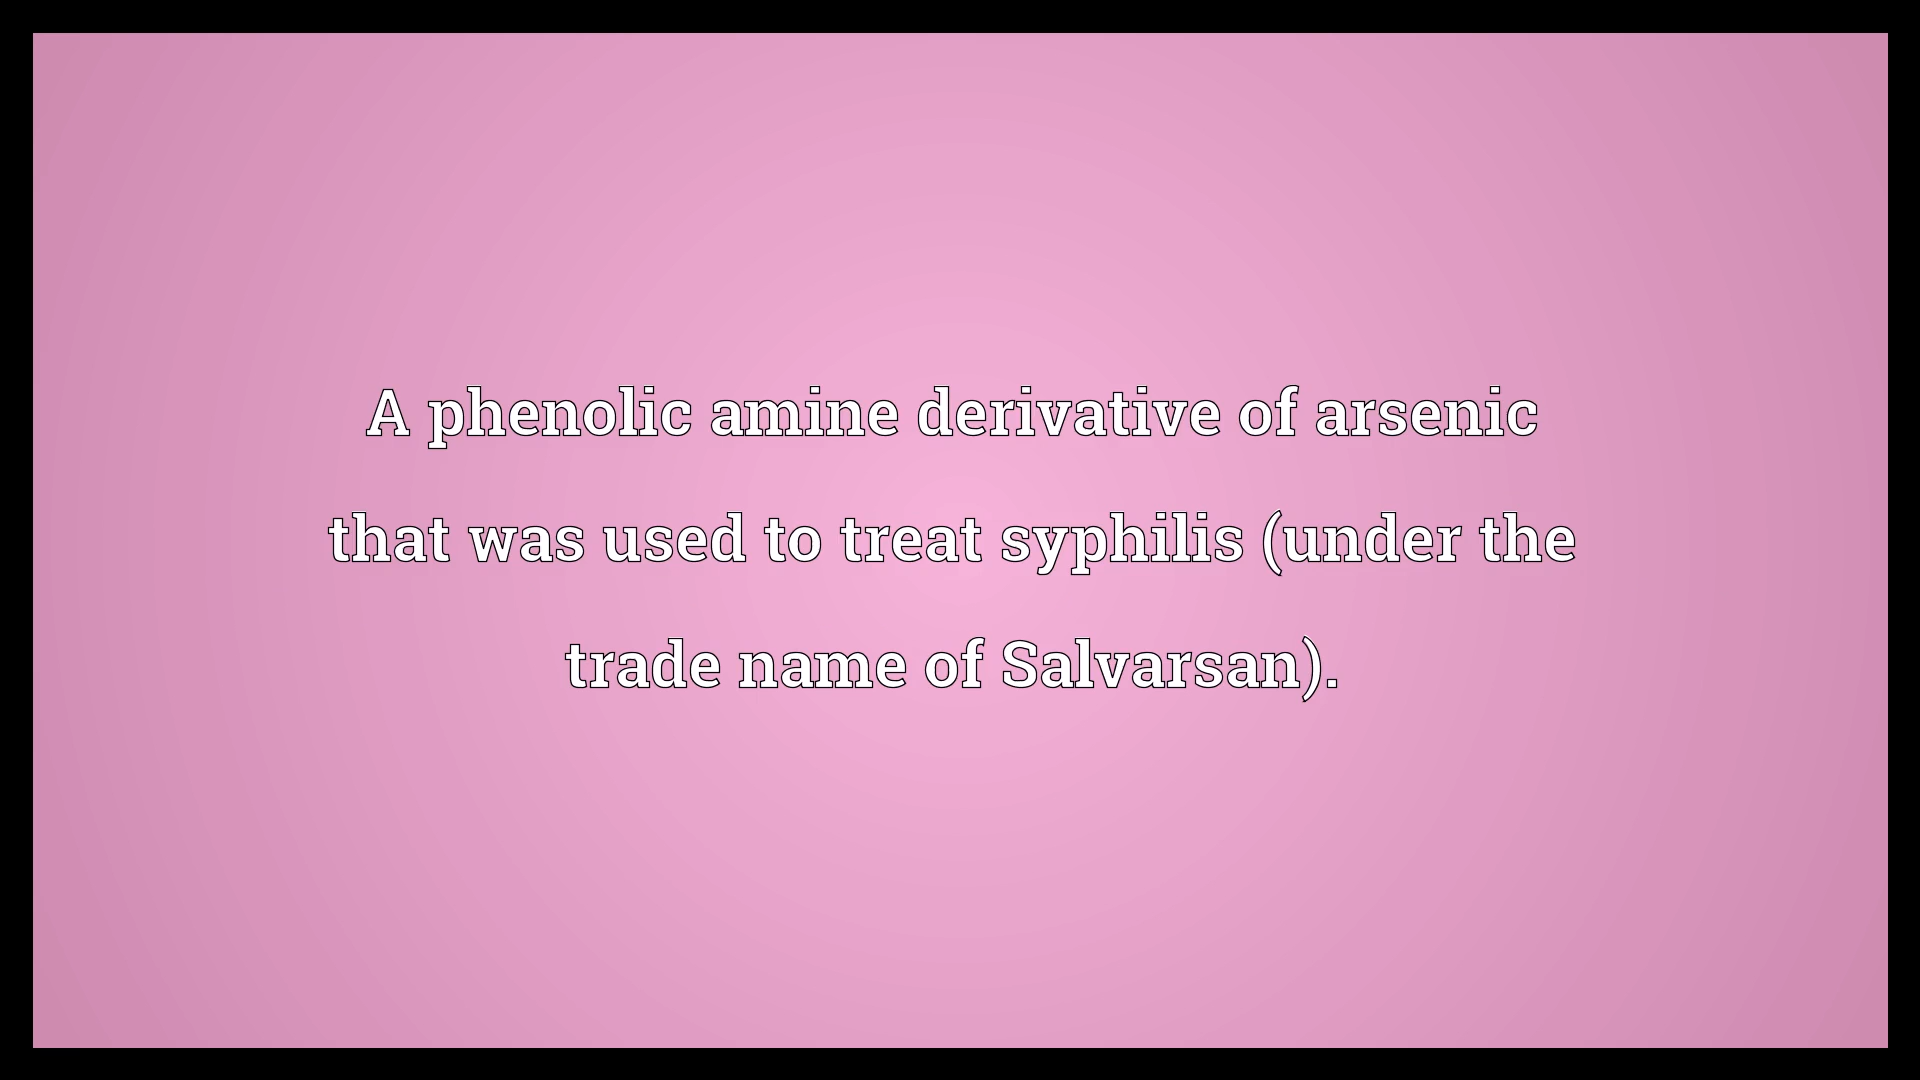 A phenolic amine derivative of arsenic
that was used to treat syphilis (under the
trade name of Salvarsan).